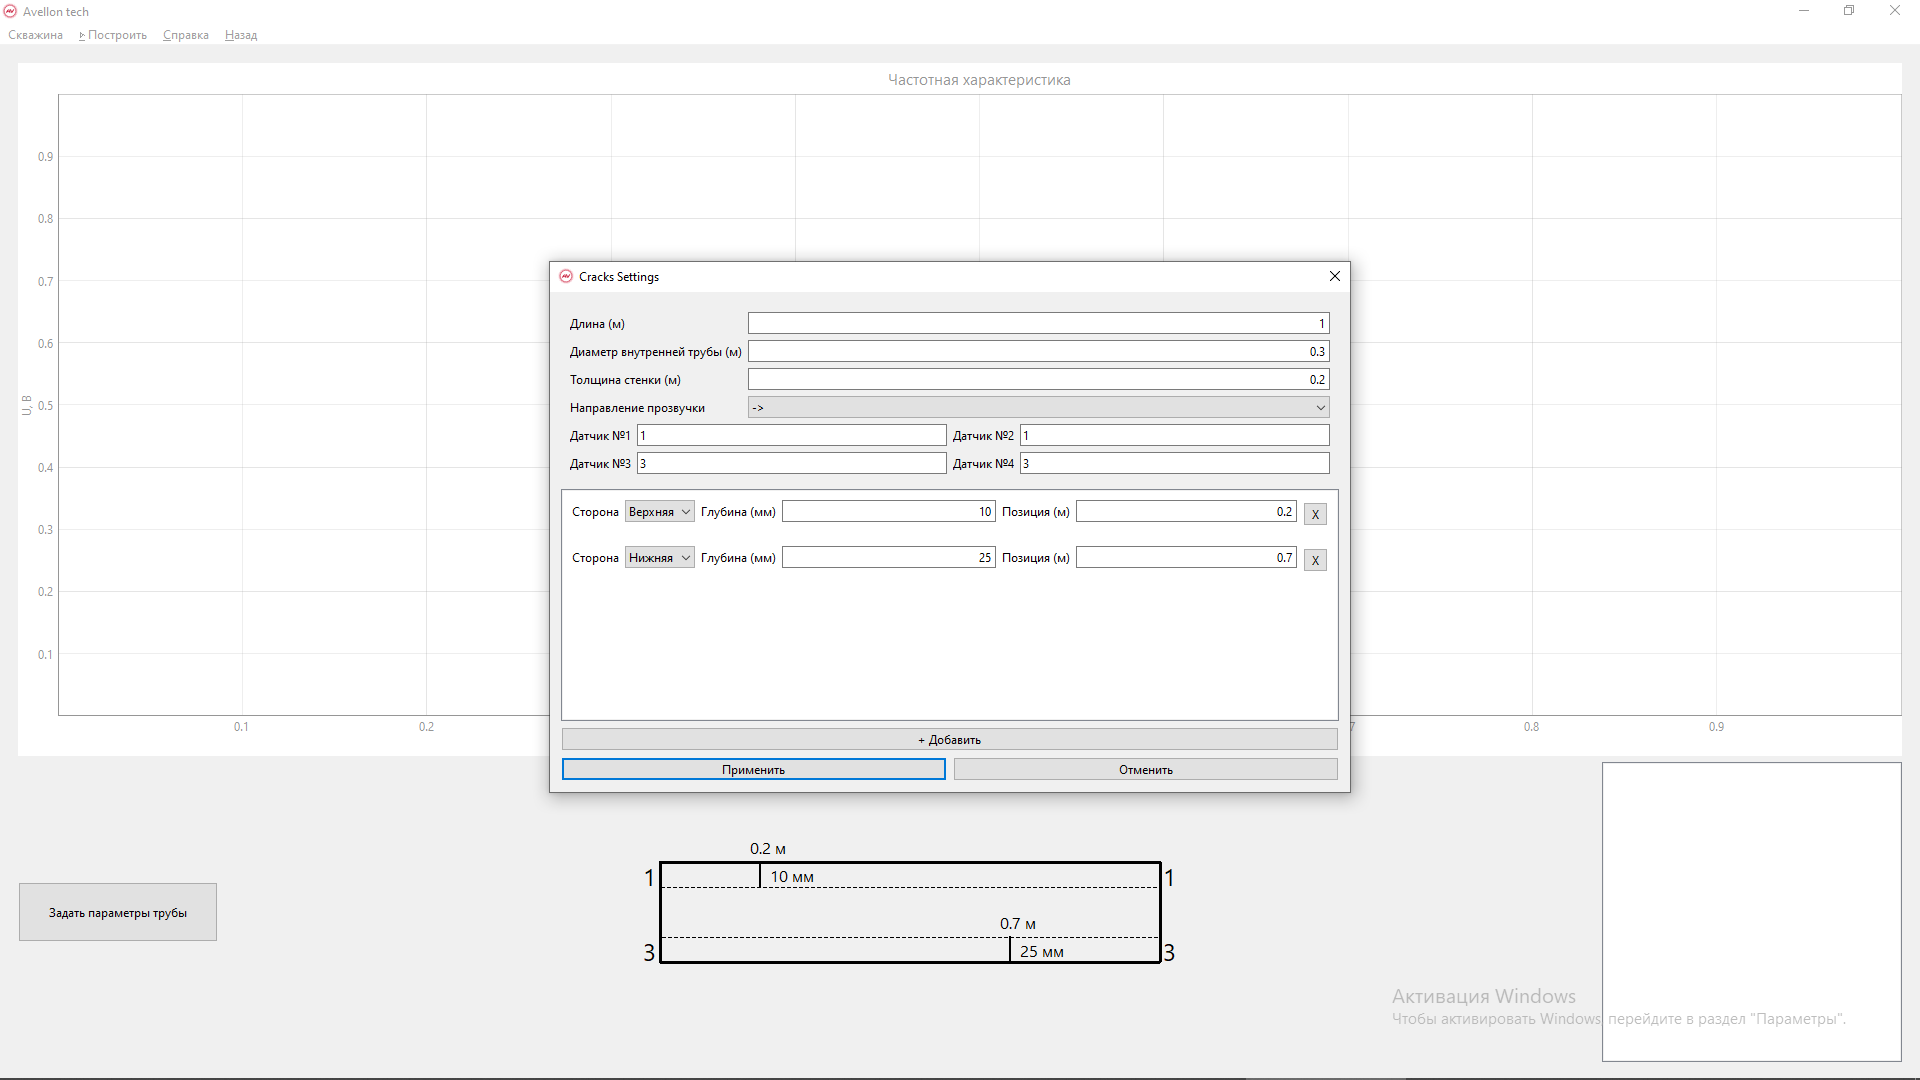 Avellon tech
Скважина Построить Справка Назад
Частотная характеристика
0.9
0.8
0.7
0.6
0.5
0.4
0.3
0.2
0.1
U, В
0.1 0.2 7 0.8 0.9
Cracks Settings
Длина (м) 1
Диаметр внутренней трубы (м) 0.3
Толщина стенки (м) 0.2
Направление прозвучки ->
Датчик №1 1 Датчик №2 1
Датчик №3 3 Датчик №4 3
Сторона Верхняя Глубина (мм) 10 Позиция (м) 0.2 X
Сторона Нижняя Глубина (мм) 25 Позиция (м) 0.7 X
+ Добавить
Применить Отменить
Задать параметры трубы
0.2 м
1 10 мм 1
0.7 м
3 25 мм 3
Активация Windows
Чтобы активировать Windows, перейдите в раздел "Параметры".